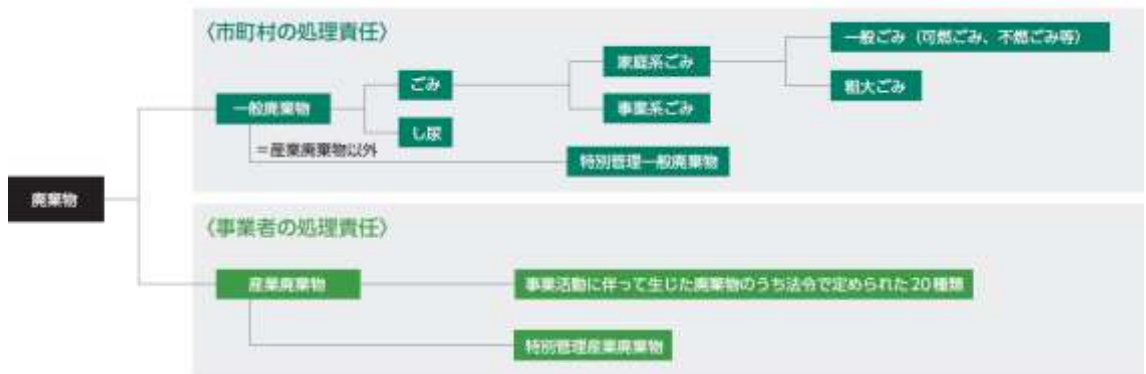 〈市町村の処理責任〉
一般ごみ（可燃ごみ、不燃ごみ等）
家庭系ごみ
ごみ
粗大ごみ
一般廃棄物
事業系ごみ
し尿
＝産業廃棄物以外
特別管理一般廃棄物
廃棄物
〈事業者の処理責任〉
産業廃棄物
事業活動に伴って生じた廃棄物のうち法令で定められた20種類
特別管理産業廃棄物